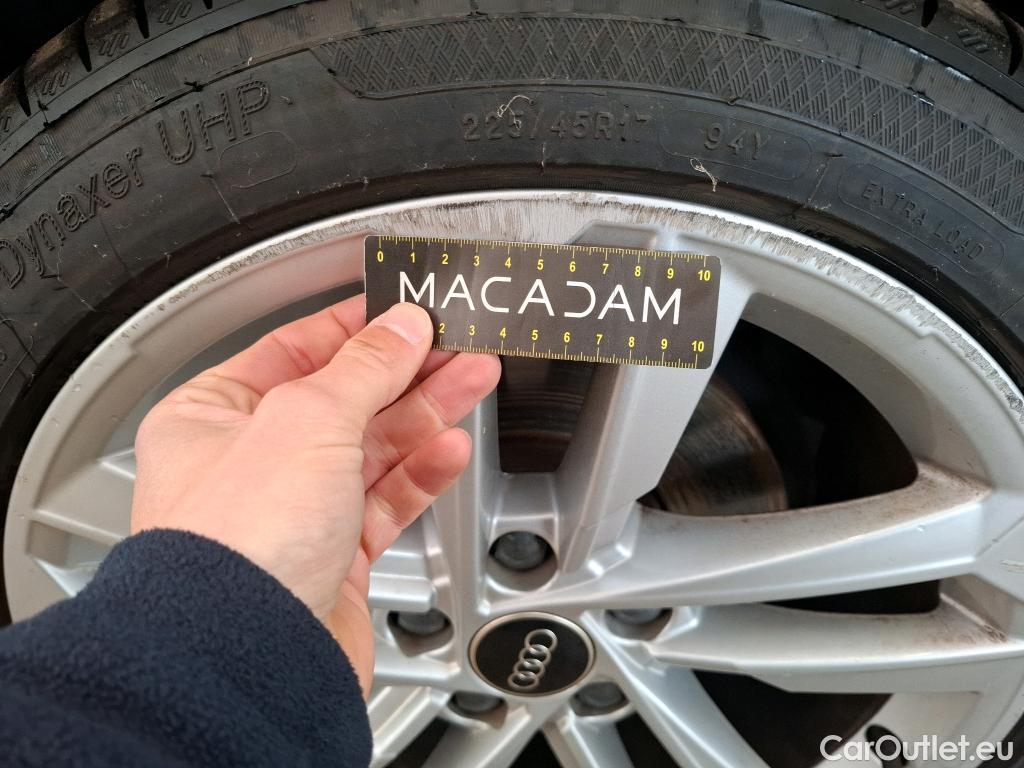 Dynaxer UHP
225/45R17 94Y
EXTRA LOAD
0 1 2 3 4 5 6 7 8 9 10
MACADAM
2 3 4 5 6 7 8 9 10
CarOutlet.eu